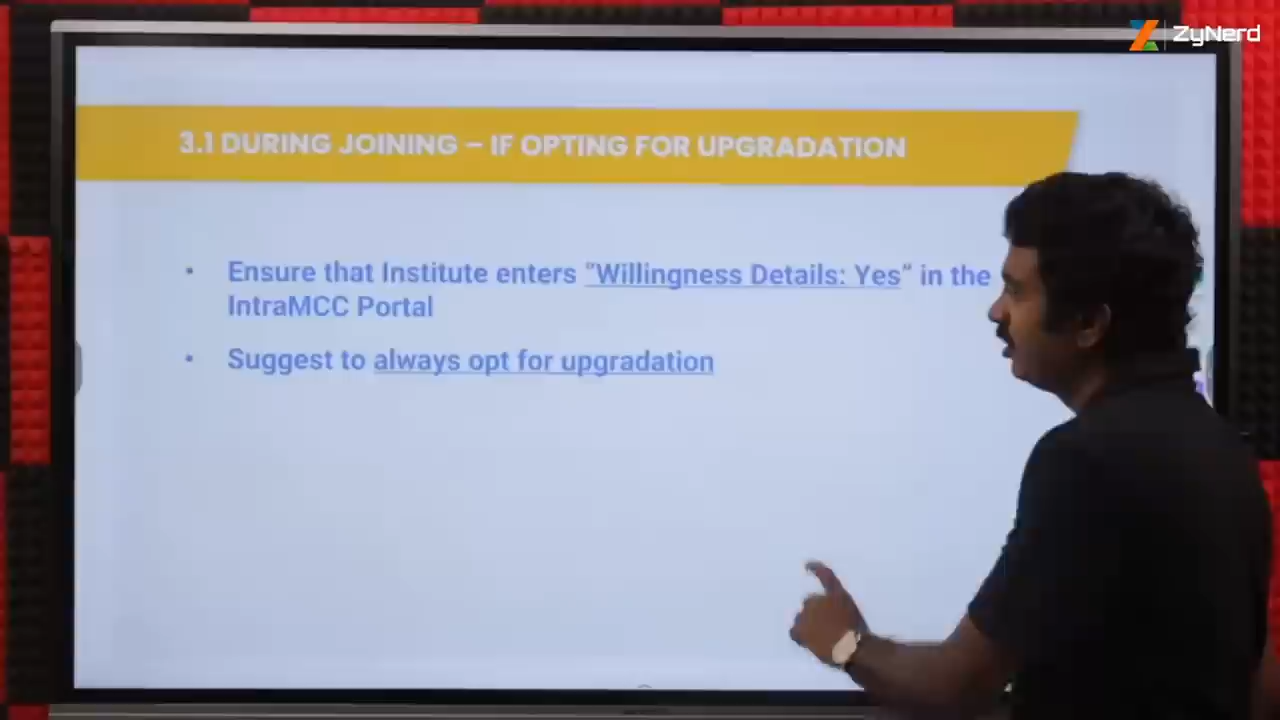 ZyNerd
3.1 DURING JOINING – IF OPTING FOR UPGRADATION
• Ensure that Institute enters “Willingness Details: Yes“ in the
IntraMCC Portal
• Suggest to always opt for upgradation